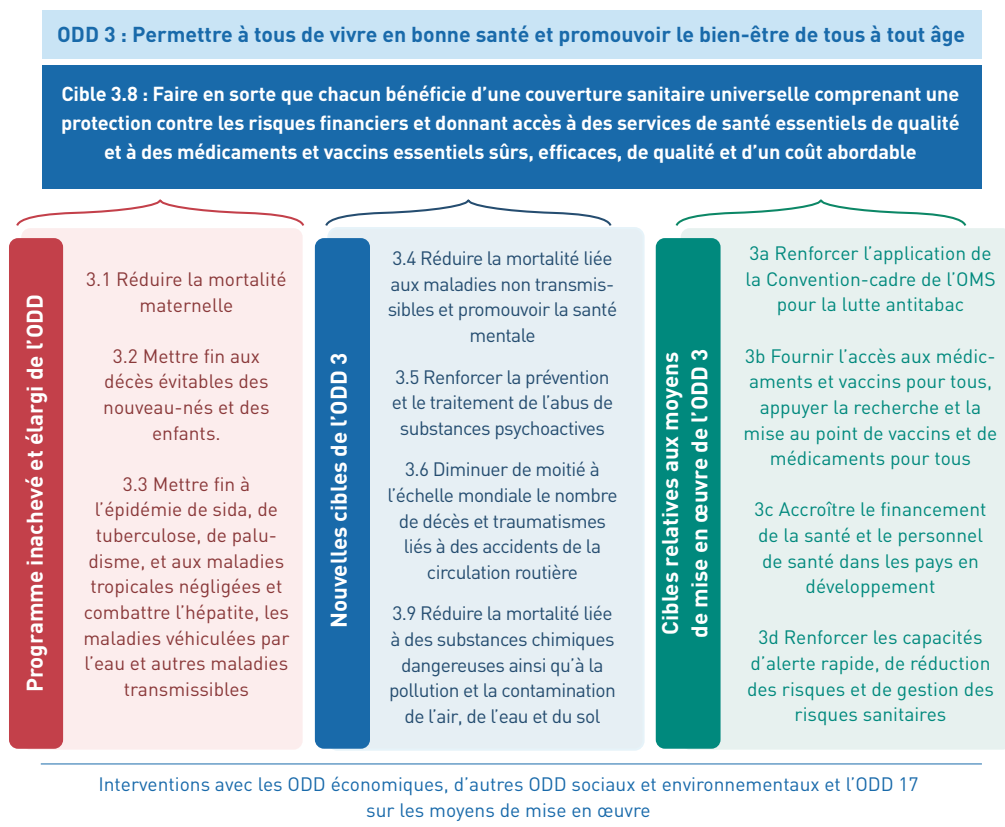 ODD 3 : Permettre à tous de vivre en bonne santé et promouvoir le bien-être de tous à tout âge
Cible 3.8 : Faire en sorte que chacun bénéficie d’une couverture sanitaire universelle comprenant une
protection contre les risques financiers et donnant accès à des services de santé essentiels de qualité
et à des médicaments et vaccins essentiels sûrs, efficaces, de qualité et d’un coût abordable
Programme inachevé et élargi de l’ODD
3.1 Réduire la mortalité
maternelle
3.2 Mettre fin aux
décès évitables des
nouveau-nés et des
enfants.
3.3 Mettre fin à
l’épidémie de sida, de
tuberculose, de palu-
disme, et aux maladies
tropicales négligées et
combattre l’hépatite, les
maladies véhiculées par
l’eau et autres maladies
transmissibles
Nouvelles cibles de l’ODD 3
3.4 Réduire la mortalité liée
aux maladies non transmis-
sibles et promouvoir la santé
mentale
3.5 Renforcer la prévention
et le traitement de l’abus de
substances psychoactives
3.6 Diminuer de moitié à
l’échelle mondiale le nombre
de décès et traumatismes
liés à des accidents de la
circulation routière
3.9 Réduire la mortalité liée
à des substances chimiques
dangereuses ainsi qu’à la
pollution et la contamination
de l’air, de l’eau et du sol
Cibles relatives aux moyens
de mise en œuvre de l’ODD 3
3a Renforcer l’application de
la Convention-cadre de l’OMS
pour la lutte antitabac
3b Fournir l’accès aux médic-
aments et vaccins pour tous,
appuyer la recherche et la
mise au point de vaccins et de
médicaments pour tous
3c Accroître le financement
de la santé et le personnel
de santé dans les pays en
développement
3d Renforcer les capacités
d’alerte rapide, de réduction
des risques et de gestion des
risques sanitaires
Interventions avec les ODD économiques, d’autres ODD sociaux et environnementaux et l’ODD 17
sur les moyens de mise en œuvre